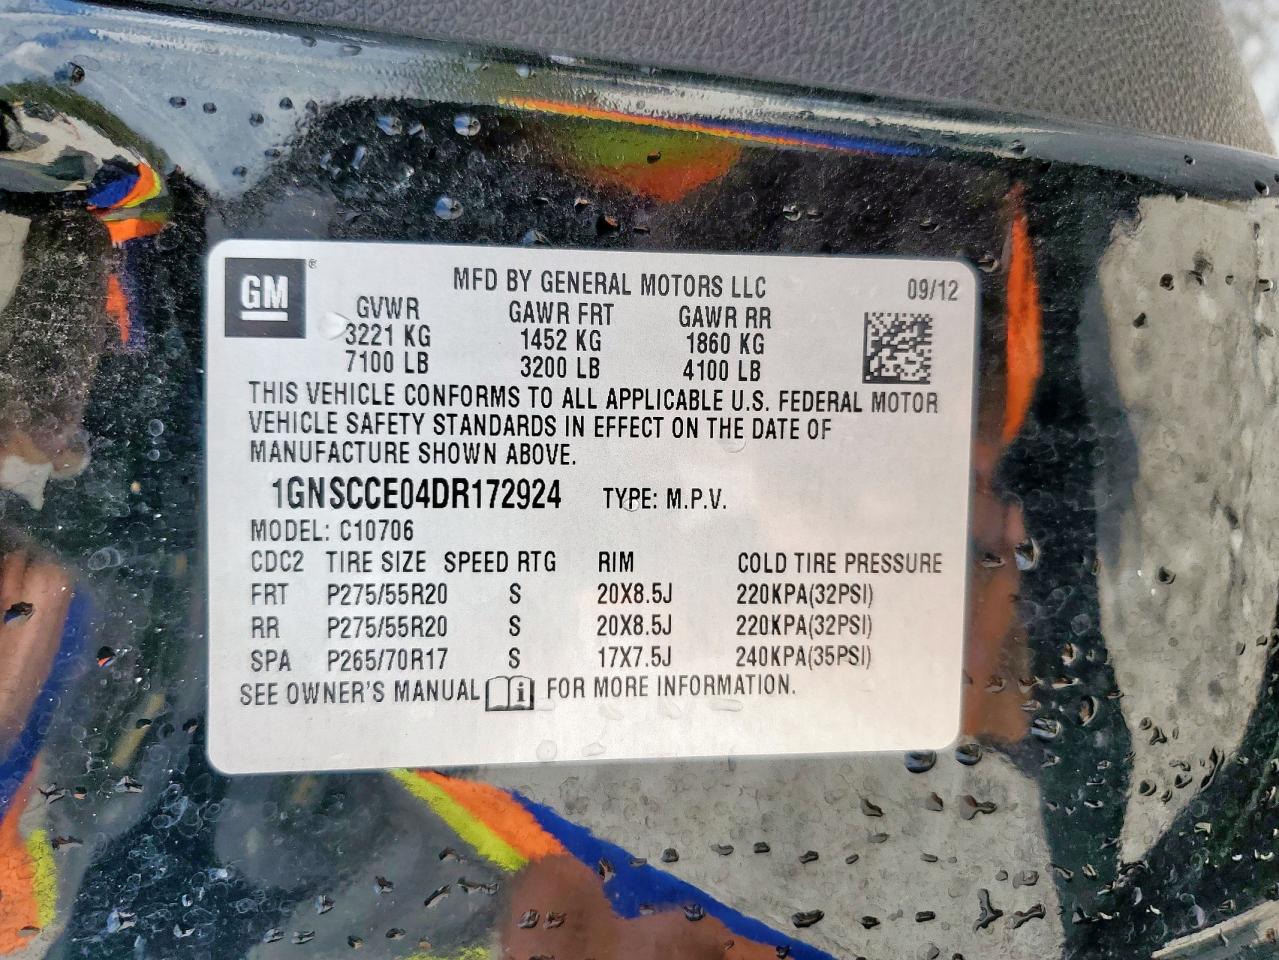 GM ®
MFD BY GENERAL MOTORS LLC 09/12
GVWR GAWR FRT GAWR RR
3221 KG 1452 KG 1860 KG
7100 LB 3200 LB 4100 LB
THIS VEHICLE CONFORMS TO ALL APPLICABLE U.S. FEDERAL MOTOR
VEHICLE SAFETY STANDARDS IN EFFECT ON THE DATE OF
MANUFACTURE SHOWN ABOVE.
1GNSCCE04DR172924 TYPE: M.P.V.
MODEL: C10706
CDC2 TIRE SIZE SPEED RTG RIM COLD TIRE PRESSURE
FRT P275/55R20 S 20X8.5J 220KPA(32PSI)
RR P275/55R20 S 20X8.5J 220KPA(32PSI)
SPA P265/70R17 S 17X7.5J 240KPA(35PSI)
SEE OWNER'S MANUAL i FOR MORE INFORMATION.